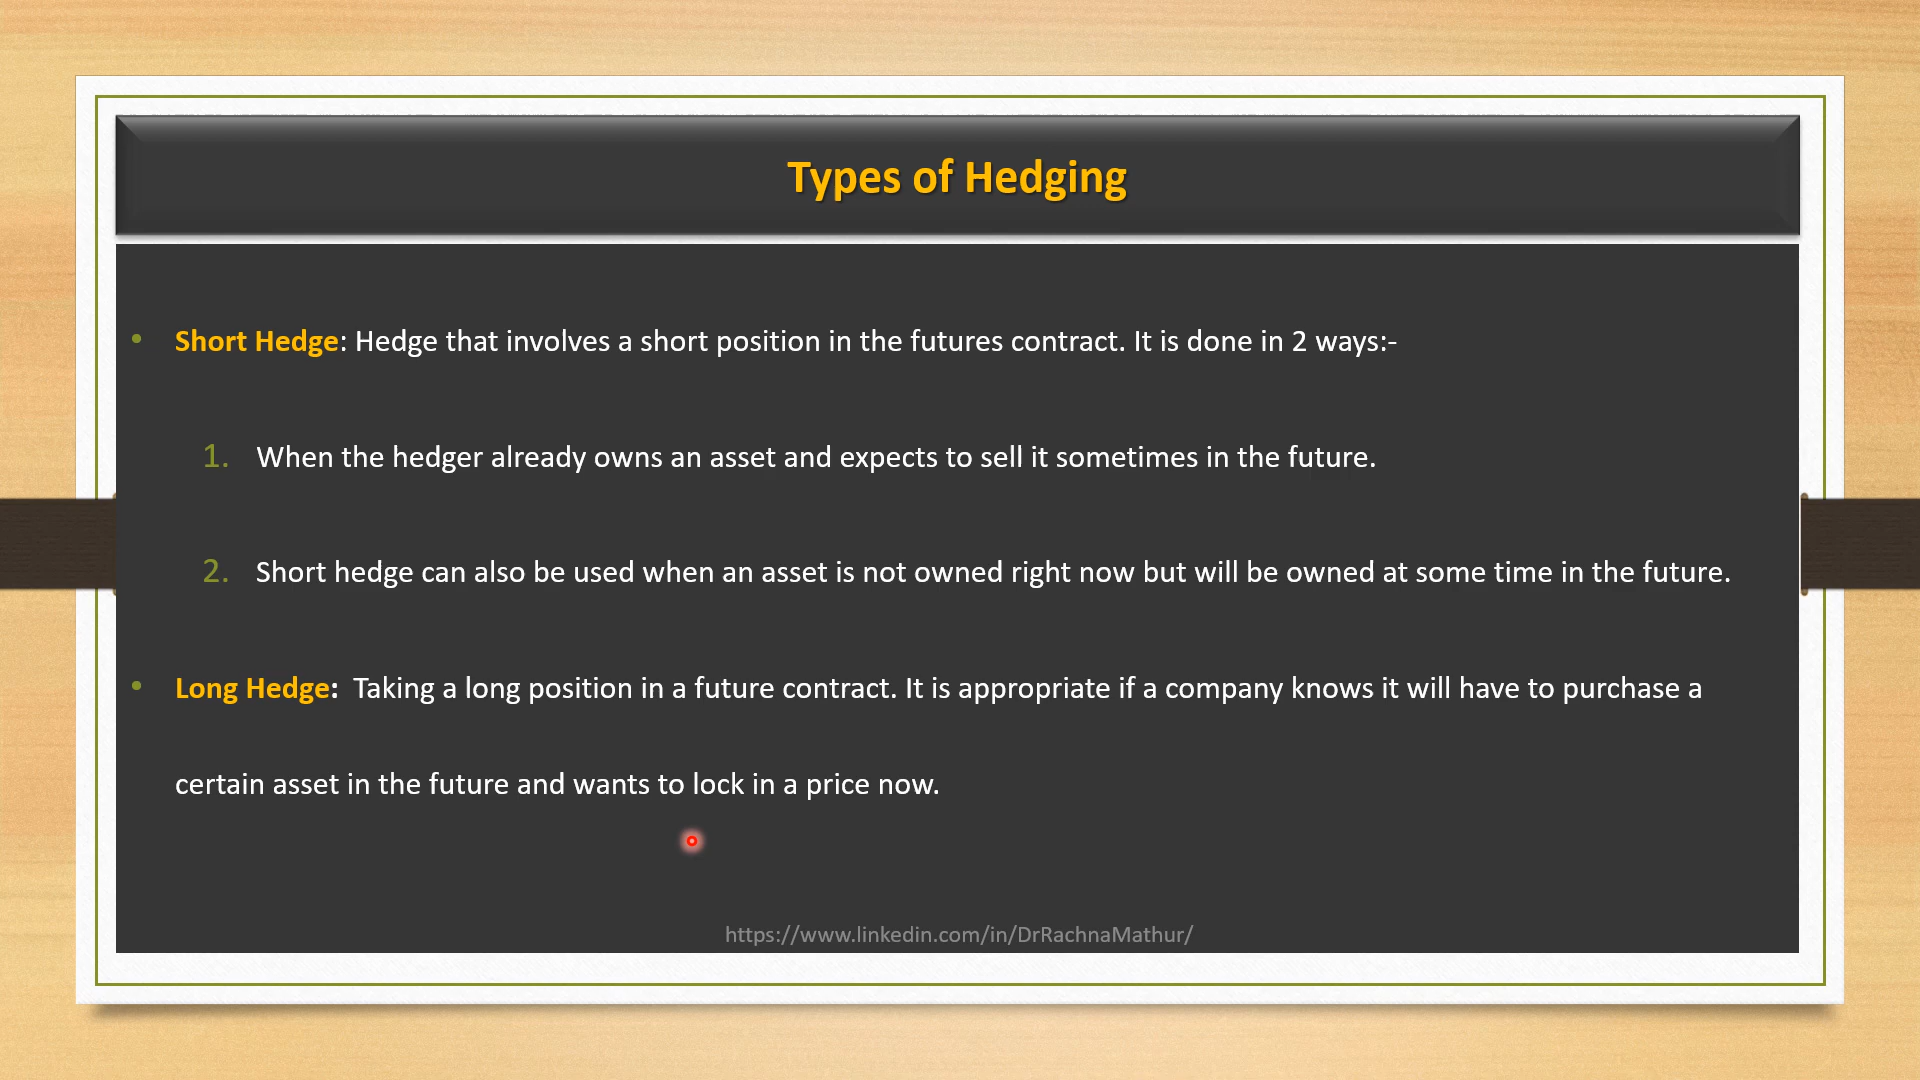 Types of Hedging
• Short Hedge: Hedge that involves a short position in the futures contract. It is done in 2 ways:-
1. When the hedger already owns an asset and expects to sell it sometimes in the future.
2. Short hedge can also be used when an asset is not owned right now but will be owned at some time in the future.
• Long Hedge: Taking a long position in a future contract. It is appropriate if a company knows it will have to purchase a
certain asset in the future and wants to lock in a price now.
https://www.linkedin.com/in/DrRachnaMathur/